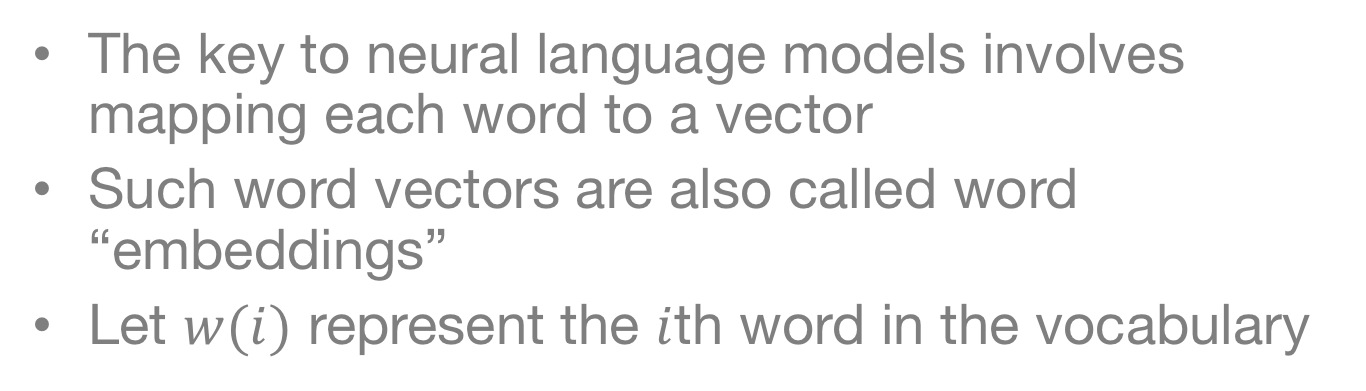 • The key to neural language models involves
mapping each word to a vector
• Such word vectors are also called word
“embeddings”
• Let w(i) represent the ith word in the vocabulary